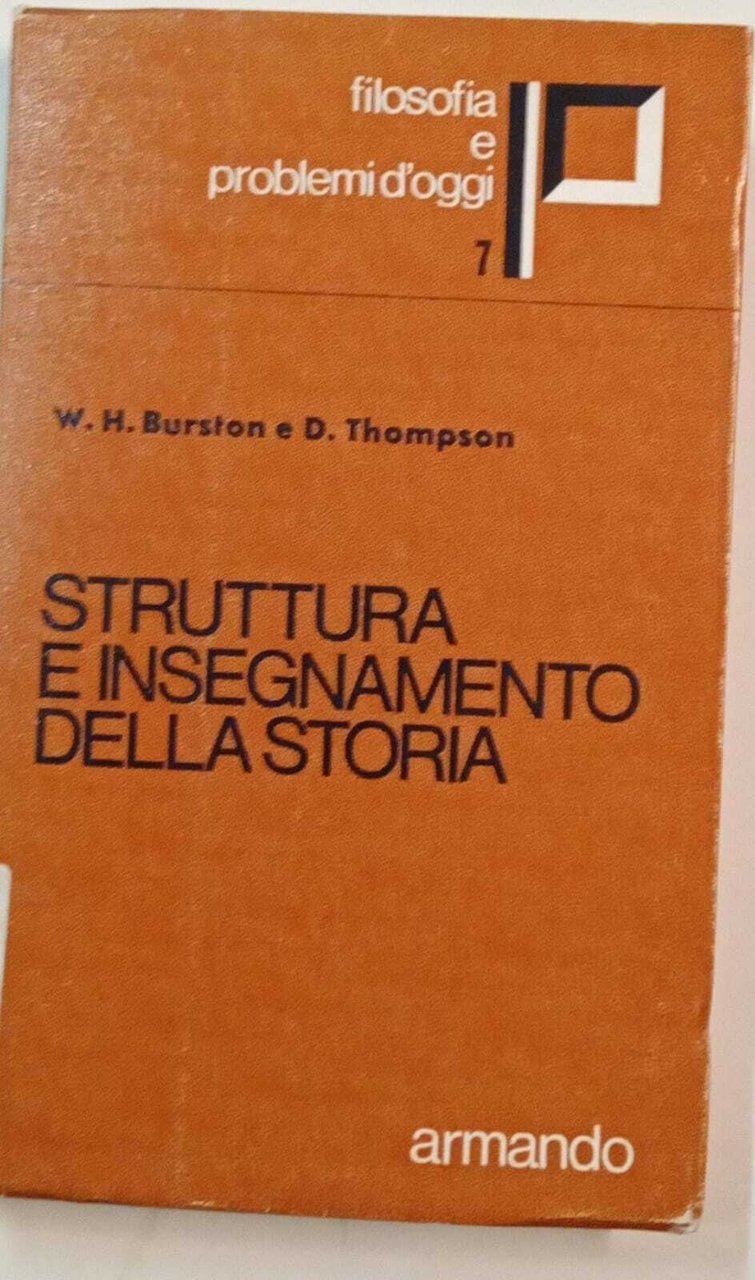 filosofia
e
problemi d'oggi
7
W. H. Burston e D. Thompson
STRUTTURA
E INSEGNAMENTO
DELLA STORIA
armando